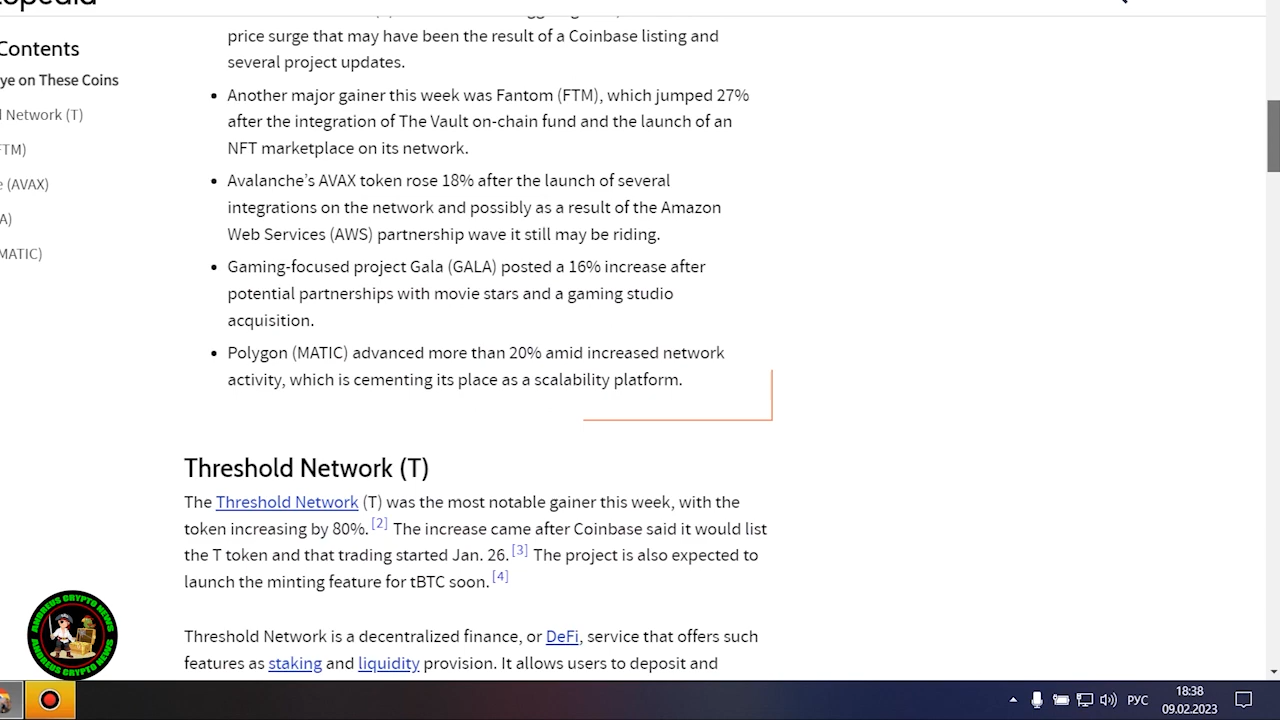 Contents
ye on These Coins
l Network (T)
FTM)
e (AVAX)
A)
MATIC)
price surge that may have been the result of a Coinbase listing and
several project updates.
• Another major gainer this week was Fantom (FTM), which jumped 27%
after the integration of The Vault on-chain fund and the launch of an
NFT marketplace on its network.
• Avalanche’s AVAX token rose 18% after the launch of several
integrations on the network and possibly as a result of the Amazon
Web Services (AWS) partnership wave it still may be riding.
• Gaming-focused project Gala (GALA) posted a 16% increase after
potential partnerships with movie stars and a gaming studio
acquisition.
• Polygon (MATIC) advanced more than 20% amid increased network
activity, which is cementing its place as a scalability platform.
Threshold Network (T)
The Threshold Network (T) was the most notable gainer this week, with the
token increasing by 80%. [2] The increase came after Coinbase said it would list
the T token and that trading started Jan. 26. [3] The project is also expected to
launch the minting feature for tBTC soon. [4]
Threshold Network is a decentralized finance, or DeFi, service that offers such
features as staking and liquidity provision. It allows users to deposit and
ANDREUS CRYPTO NEWS
ANDREUS CRYPTO NEWS
РУС
18:38
09.02.2023